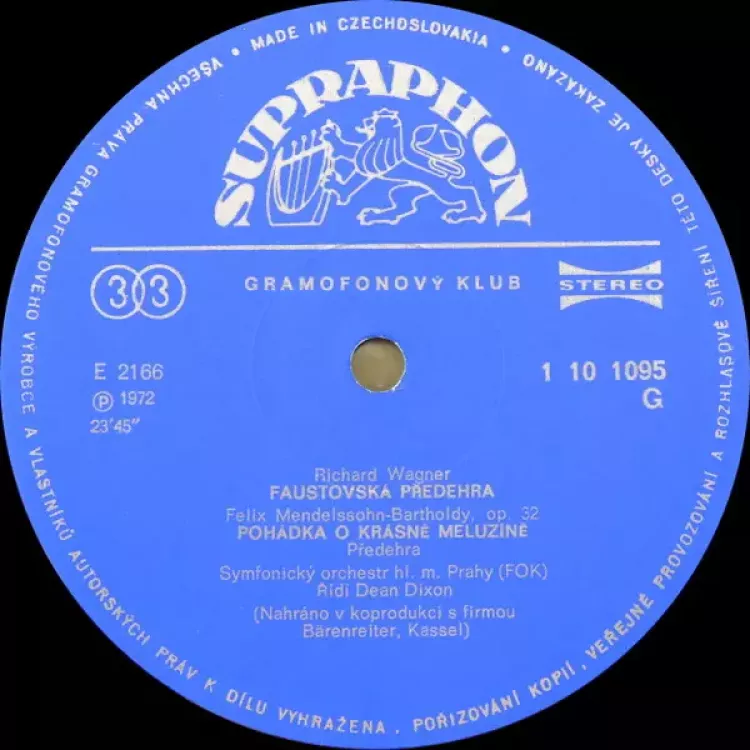 VŠECHNA PRÁVA GRAMOFONOVÉHO VÝROBCE A VLASTNÍKŮ AUTORSKÝCH PRÁV K DÍLU VYHRAŽENA. POŘIZOVÁNÍ KOPIÍ, VEŘEJNÉ PROVOZOVÁNÍ A ROZHLASOVÉ ŠÍŘENÍ TÉTO DESKY JE ZAKÁZÁNO • MADE IN CZECHOSLOVAKIA •
SUPRAPHON
33 GRAMOFONOVÝ KLUB STEREO
E 2166 1 10 1095
Ⓟ 1972 G
23'45"
Richard Wagner
FAUSTOVSKÁ PŘEDEHRA
Felix Mendelssohn-Bartholdy, op. 32
POHÁDKA O KRÁSNÉ MELUZÍNĚ
Předehra
Symfonický orchestr hl. m. Prahy (FOK)
Řídí Dean Dixon
(Nahráno v koprodukci s firmou
Bärenreiter, Kassel)